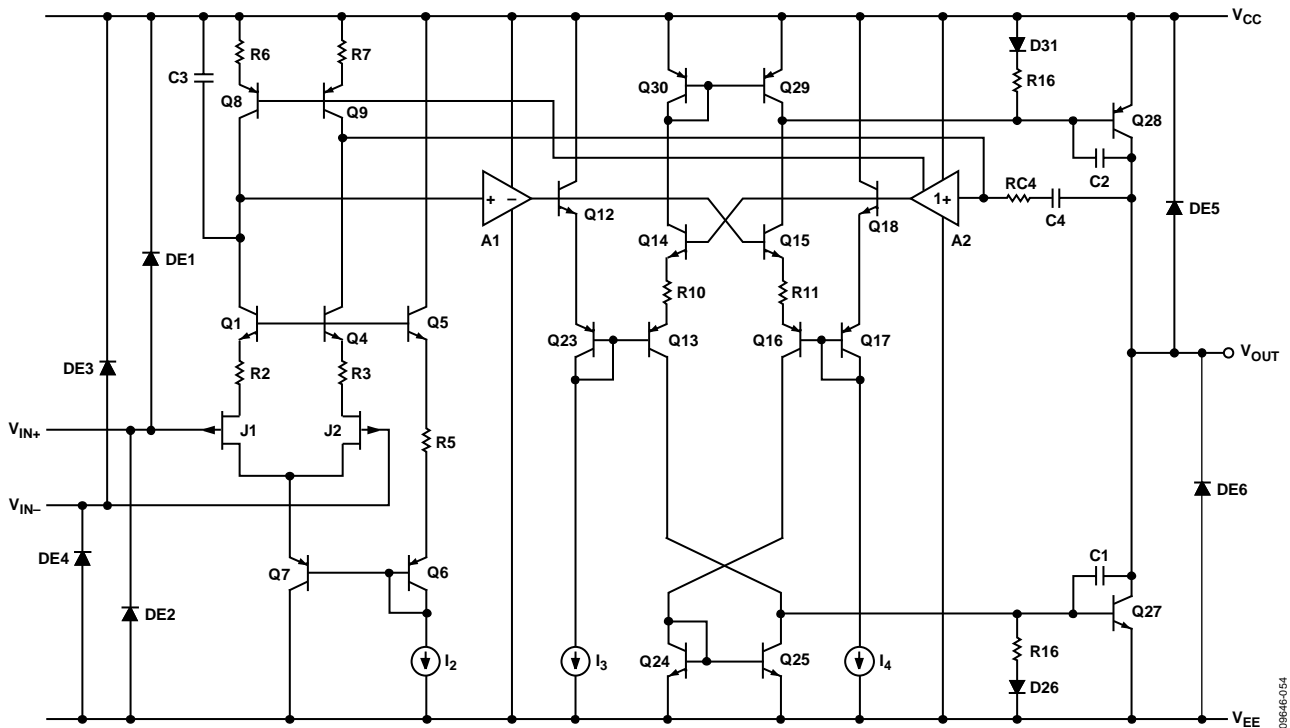 VCC
R6
R7
D31
C3
Q30
Q29
R16
Q8
Q9
Q28
C2
+ −
1+
RC4
C4
Q12
Q18
A1
A2
DE5
Q14
Q15
DE1
R10
R11
Q1
Q4
Q5
Q23
Q13
Q16
Q17
DE3
R2
R3
VOUT
VIN+
J1
J2
R5
VIN−
DE6
DE4
Q7
Q6
C1
DE2
Q27
I2
I3
Q24
Q25
I4
R16
D26
VEE
09646-054